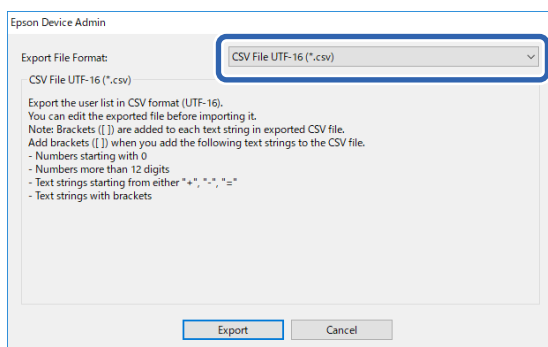 Epson Device Admin
Export File Format:
CSV File UTF-16 (*.csv)
CSV File UTF-16 (*.csv)
Export the user list in CSV format (UTF-16).
You can edit the exported file before importing it.
Note: Brackets ([ ]) are added to each text string in exported CSV file.
Add brackets ([ ]) when you add the following text strings to the CSV file.
- Numbers starting with 0
- Numbers more than 12 digits
- Text strings starting from either "+", "-", "="
- Text strings with brackets
Export
Cancel